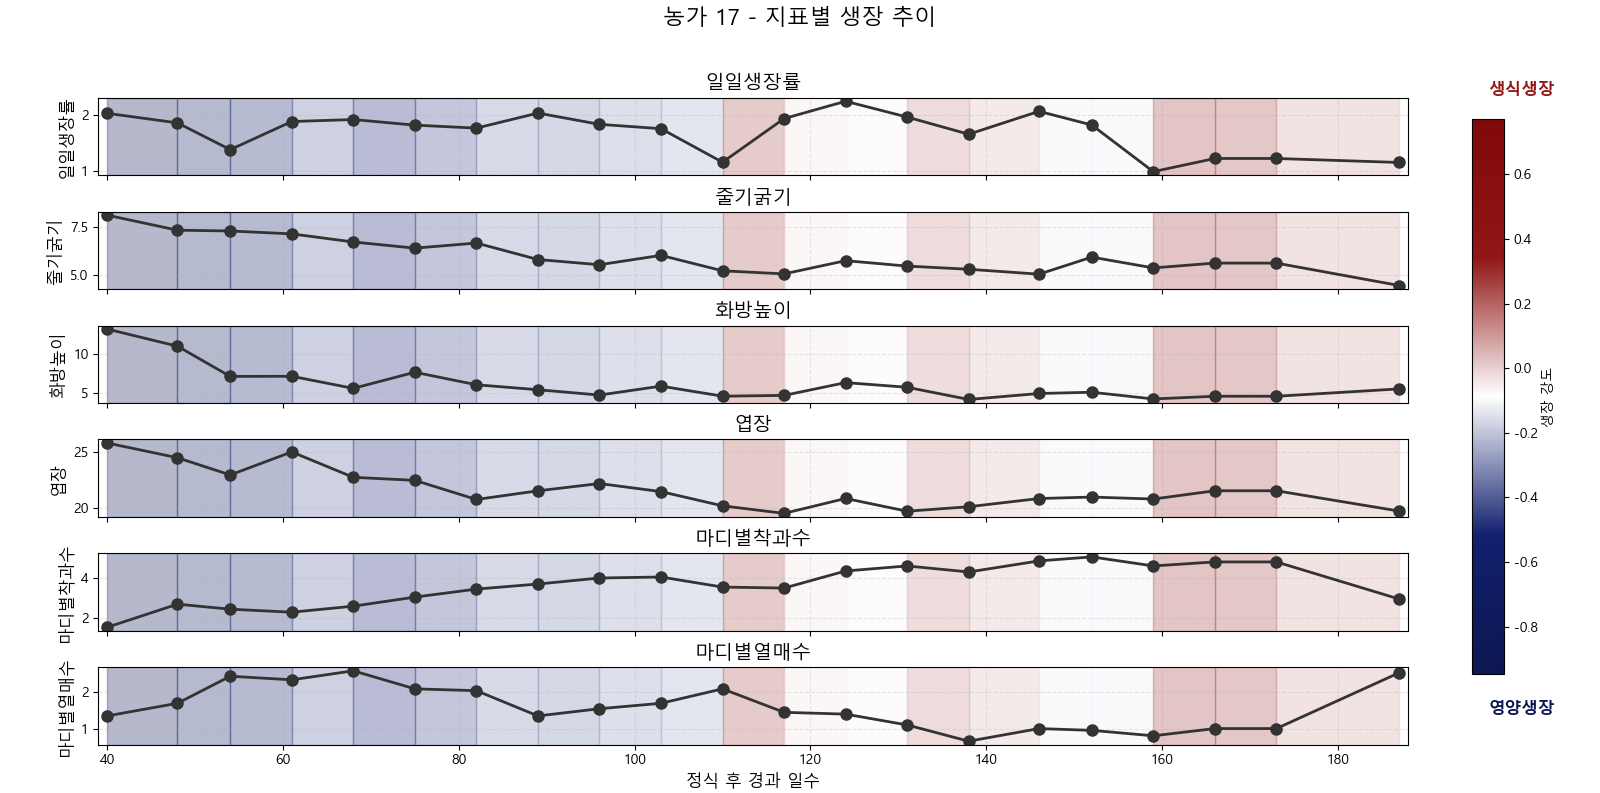 농가 17 - 지표별 생장 추이
일일생장률
일일생장률
2
1
줄기굵기
줄기굵기
7.5
5.0
화방높이
화방높이
10
5
엽장
엽장
25
20
마디별착과수
마디별착과수
4
2
마디별열매수
마디별열매수
2
1
40 60 80 100 120 140 160 180
정식 후 경과 일수
생식생장
0.6
0.4
0.2
0.0
-0.2
-0.4
-0.6
-0.8
생장 강도
영양생장